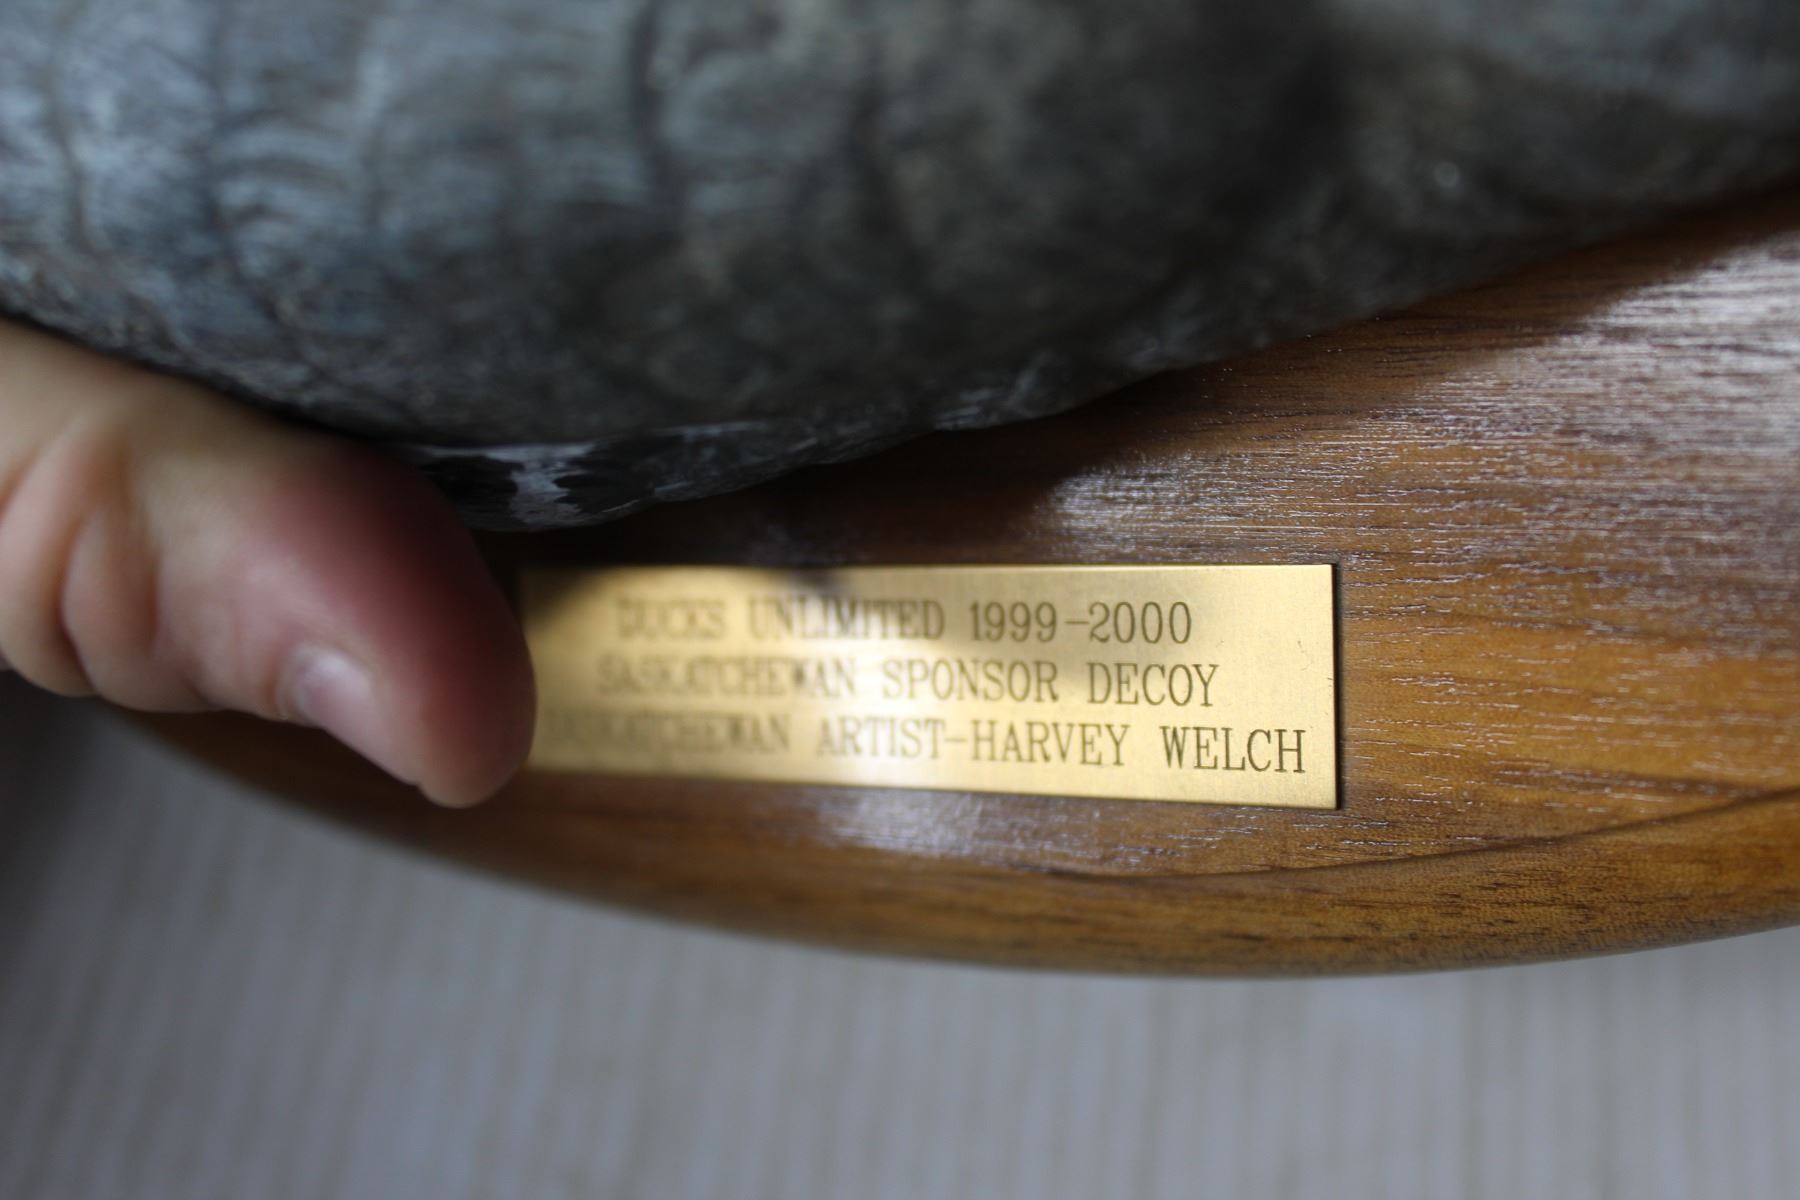 DUCKS UNLIMITED 1999-2000
SASKATCHEWAN SPONSOR DECOY
SASKATCHEWAN ARTIST-HARVEY WELCH